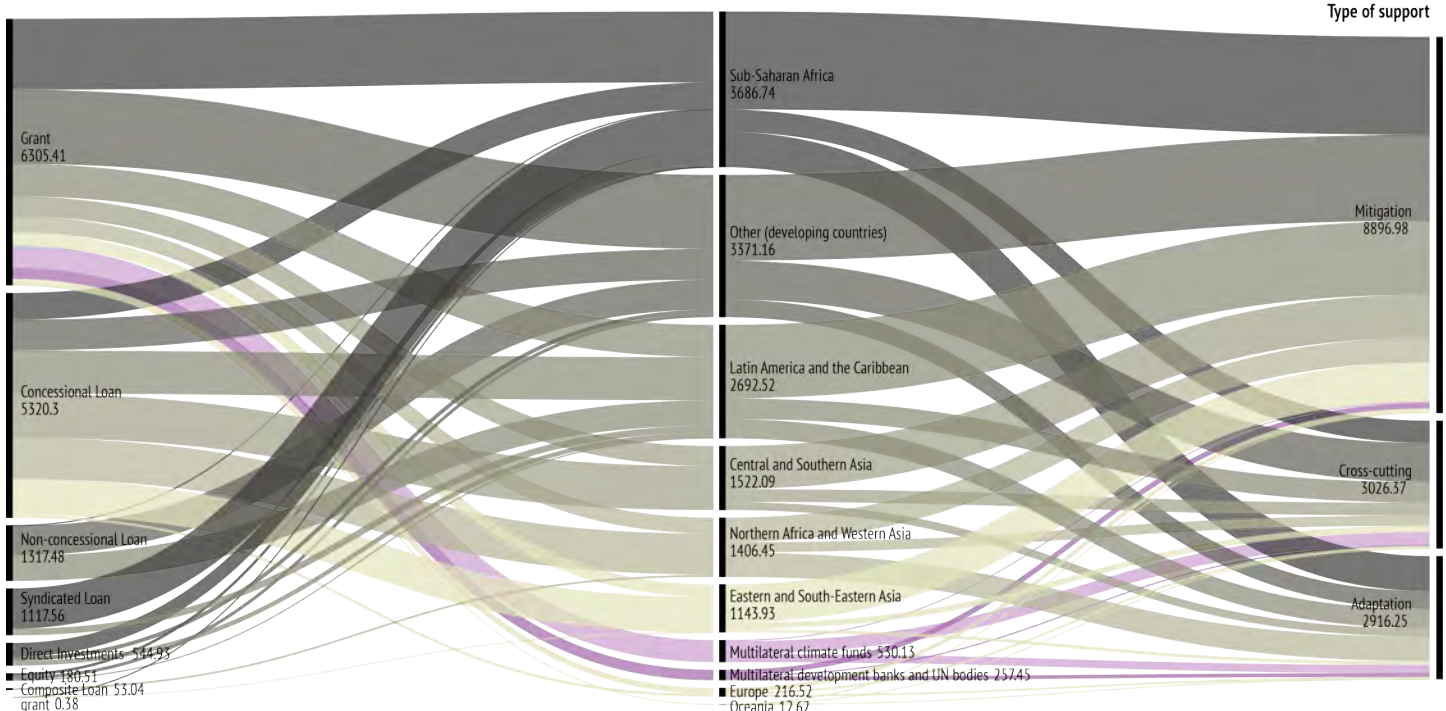 Type of support
Grant
6305.41
Concessional Loan
5320.3
Non-concessional Loan
1317.48
Syndicated Loan
1117.56
Direct Investments 544.93
Equity 180.51
Composite Loan 53.04
grant 0.38
Sub-Saharan Africa
3686.74
Other (developing countries)
3371.16
Latin America and the Caribbean
2692.52
Central and Southern Asia
1522.09
Northern Africa and Western Asia
1406.45
Eastern and South-Eastern Asia
1143.93
Multilateral climate funds 530.13
Multilateral development banks and UN bodies 257.45
Europe 216.52
Oceania 12.62
Mitigation
8896.98
Cross-cutting
3026.37
Adaptation
2916.25